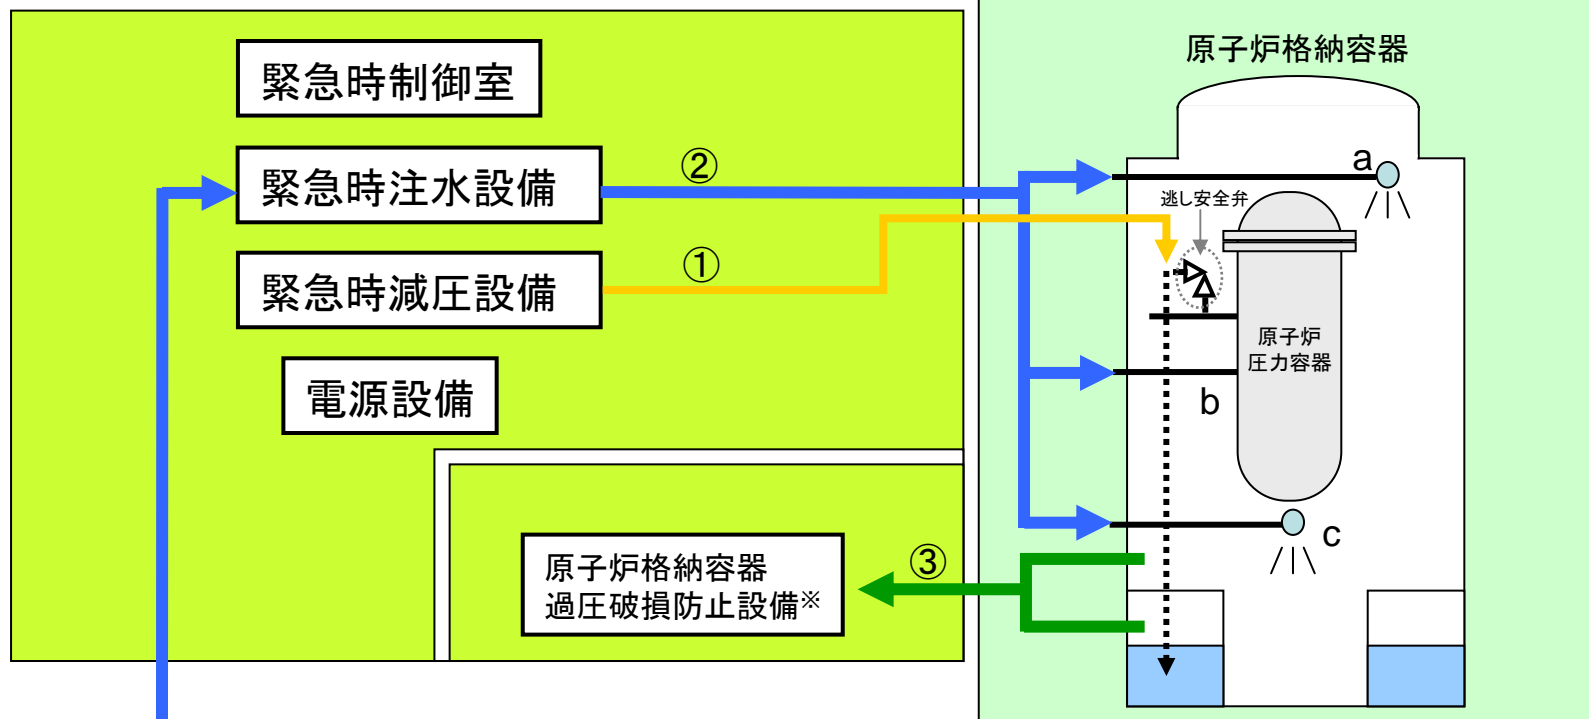 緊急時制御室
緊急時注水設備
②
緊急時減圧設備
①
電源設備
原子炉格納容器
過圧破損防止設備※
③
原子炉格納容器
a
逃し安全弁
原子炉
圧力容器
b
c